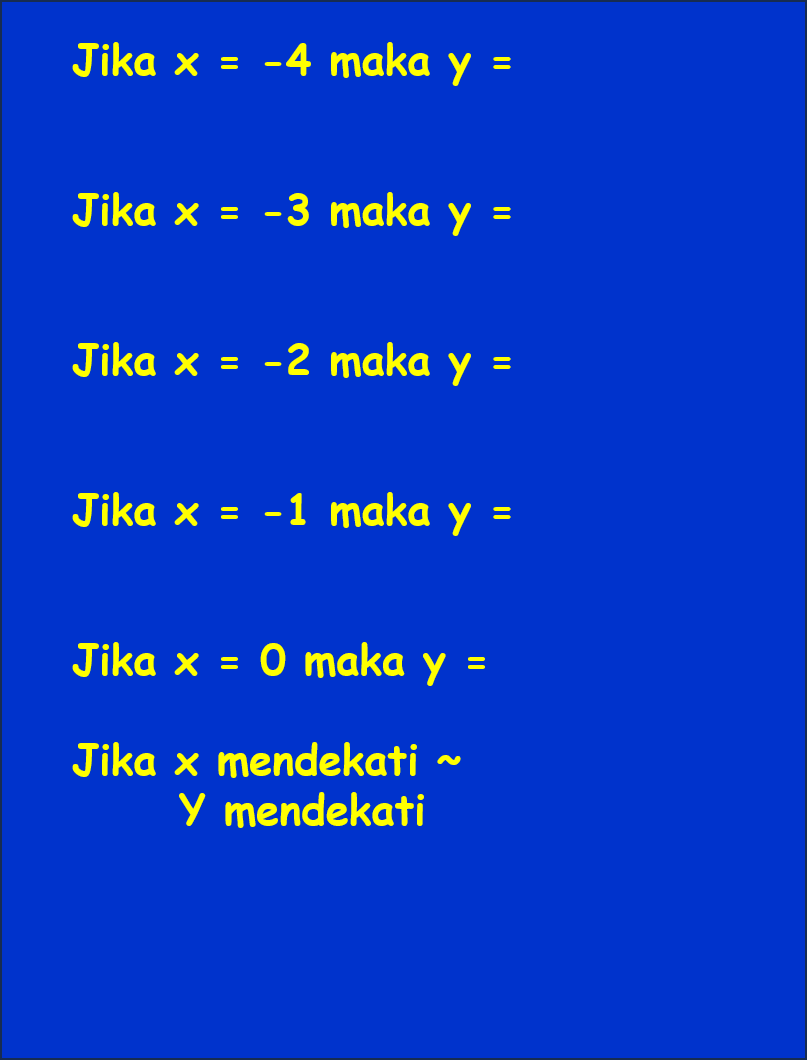 Jika x = -4 maka y =
Jika x = -3 maka y =
Jika x = -2 maka y =
Jika x = -1 maka y =
Jika x = 0 maka y =
Jika x mendekati ~
Y mendekati